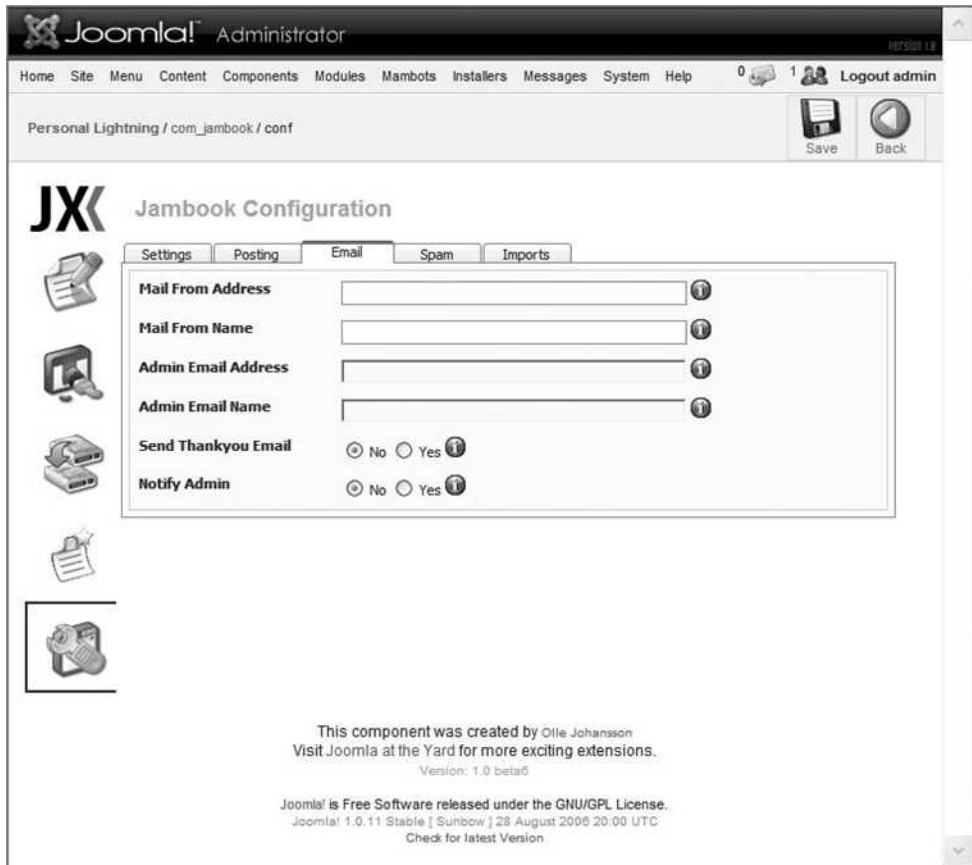 Joomla! Administrator
version 1.0
Home Site Menu Content Components Modules Mambots Installers Messages System Help 0 1 Logout admin
Personal Lightning / com_jambook / conf
Save Back
JX
Jambook Configuration
Settings Posting Email Spam Imports
Mail From Address
Mail From Name
Admin Email Address
Admin Email Name
Send Thankyou Email No Yes
Notify Admin No Yes
This component was created by Olle Johansson
Visit Joomla at the Yard for more exciting extensions.
Version: 1.0 beta6
Joomla! is Free Software released under the GNU/GPL License.
Joomla! 1.0.11 Stable [ Sunbow ] 28 August 2006 20:00 UTC
Check for latest Version